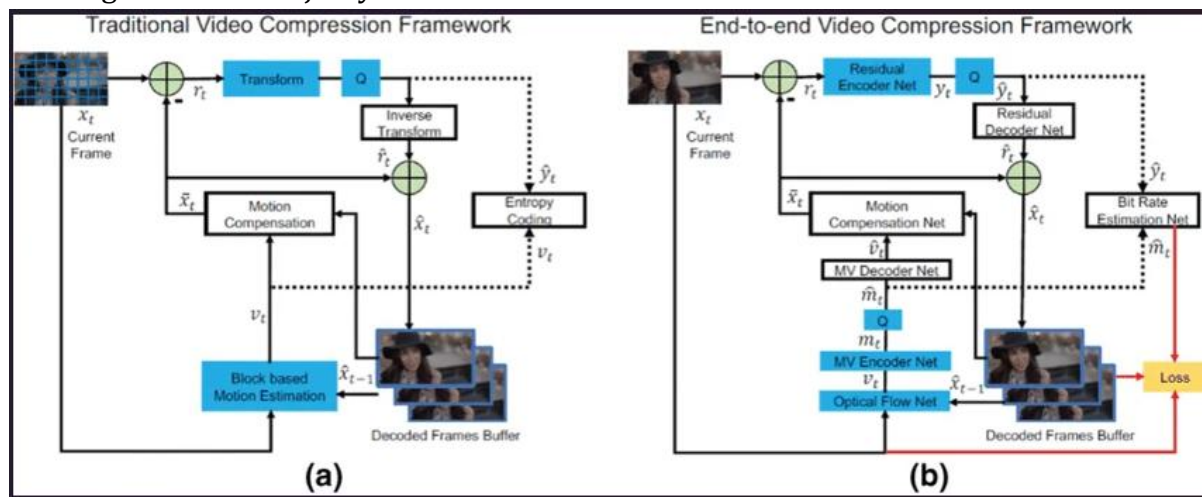 Traditional Video Compression Framework
x_t
Current
Frame
r_t
-
Transform
Q
Inverse
Transform
r̂_t
ŷ_t
x̄_t
Motion
Compensation
x̂_t
Entropy
Coding
v_t
v_t
Block based
Motion Estimation
x̂_{t-1}
Decoded Frames Buffer
(a)
End-to-end Video Compression Framework
x_t
Current
Frame
r_t
-
Residual
Encoder Net
y_t
Q
ŷ_t
Residual
Decoder Net
r̂_t
ŷ_t
x̄_t
Motion
Compensation Net
x̂_t
Bit Rate
Estimation Net
v̂_t
m̂_t
MV Decoder Net
m̂_t
Q
m_t
MV Encoder Net
v_t
Optical Flow Net
x̂_{t-1}
Loss
Decoded Frames Buffer
(b)